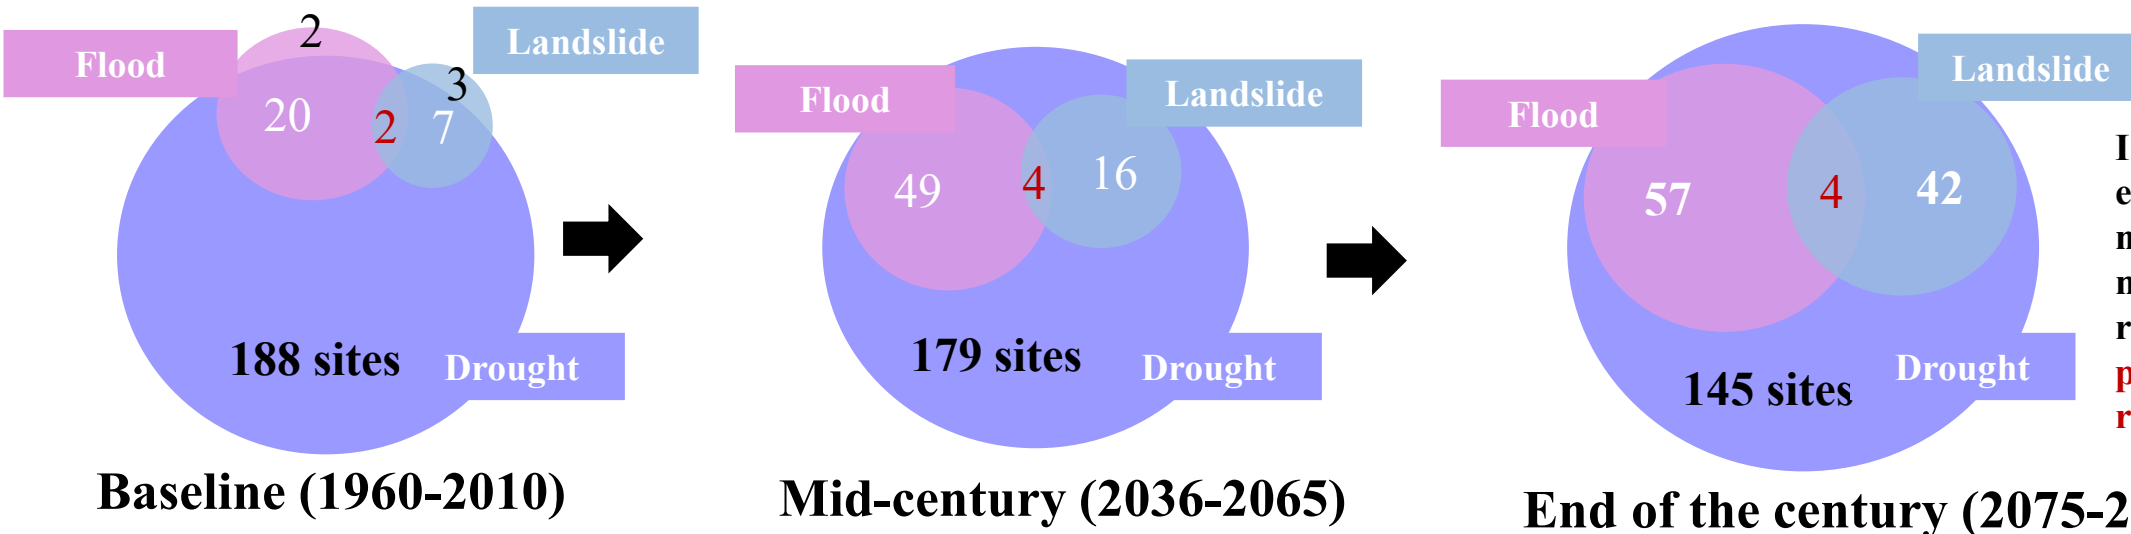 2
Flood
Landslide
3
20
2
7
188 sites
Drought
Baseline (1960-2010)
Flood
Landslide
49
4
16
179 sites
Drought
Mid-century (2036-2065)
Flood
Landslide
57
4
42
145 sites
Drought
End of the century (2075-2